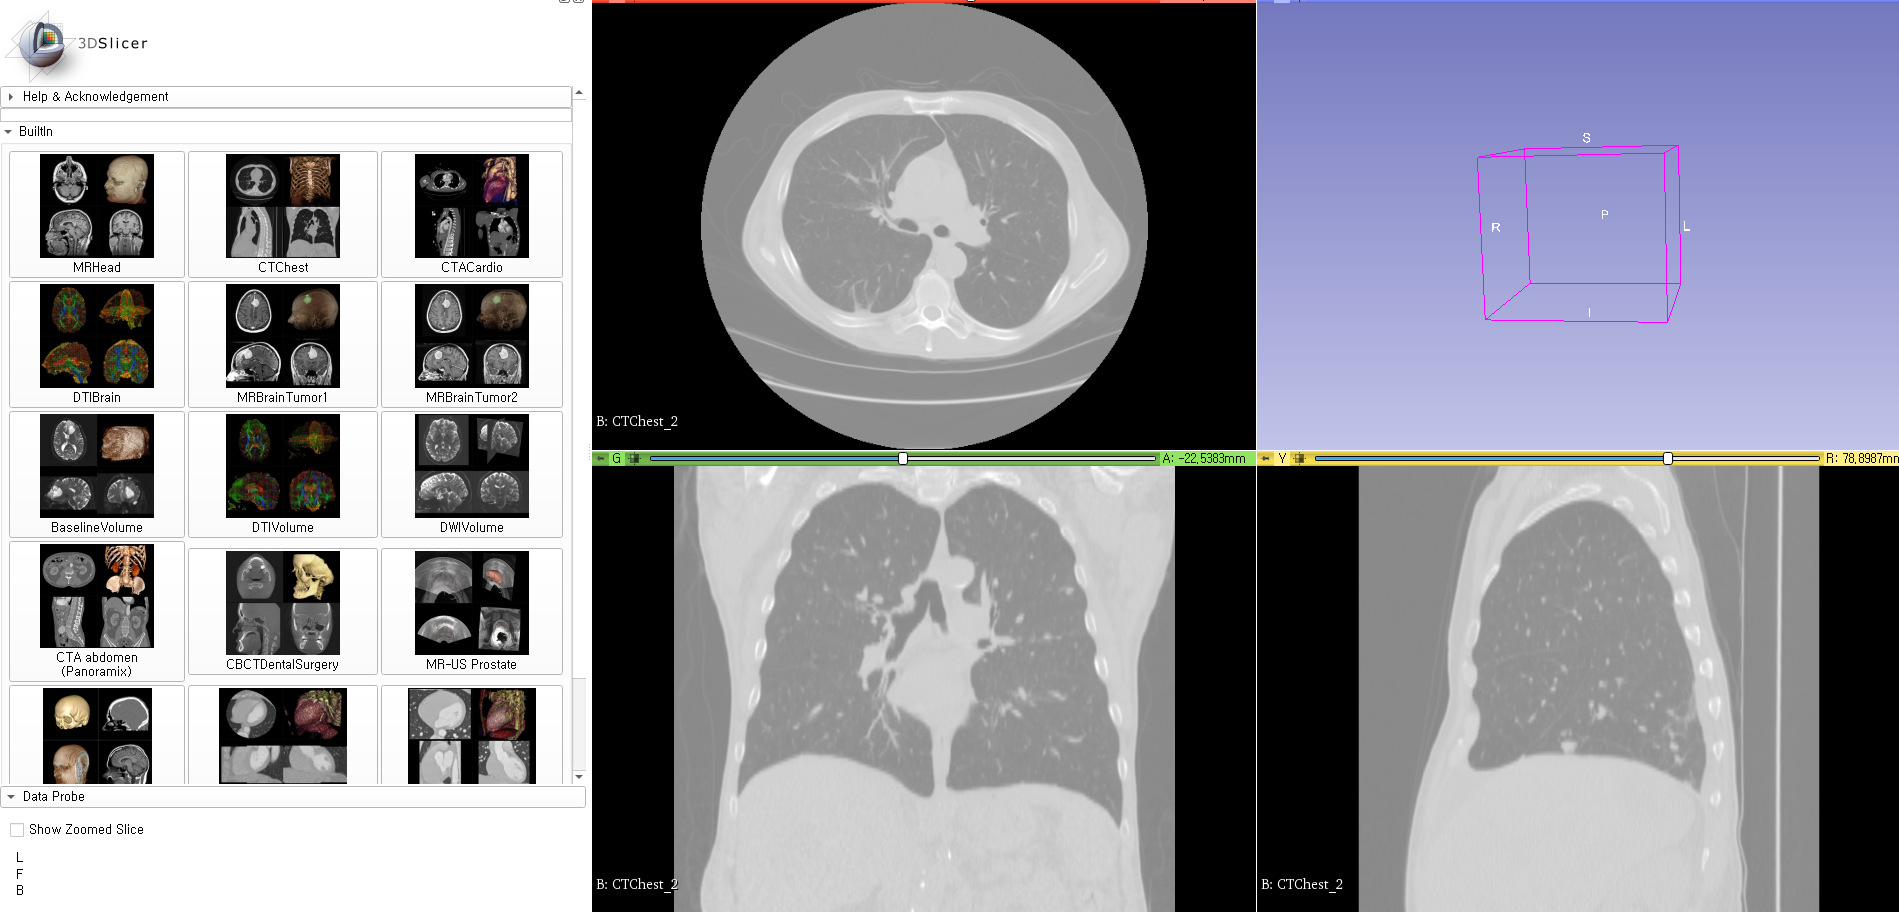 3DSlicer
Help & Acknowledgement
BuiltIn
MRHead
CTChest
CTACardio
DTIBrain
MRBrainTumor1
MRBrainTumor2
BaselineVolume
DTIVolume
DWIVolume
CTA abdomen
(Panoramix)
CBCTDentalSurgery
MR-US Prostate
Data Probe
Show Zoomed Slice
L
F
B
B: CTChest_2
S
R
P
L
I
G
A: -22,5383mm
B: CTChest_2
Y
R: 78,8987mm
B: CTChest_2